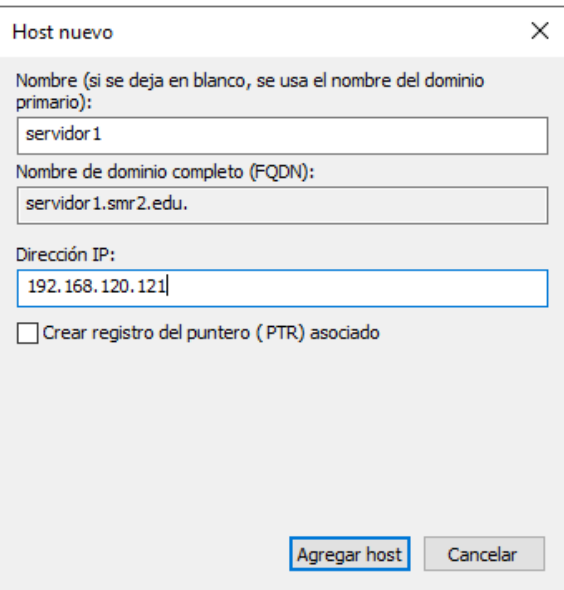 Host nuevo
Nombre (si se deja en blanco, se usa el nombre del dominio
primario):
servidor1
Nombre de dominio completo (FQDN):
servidor1.smr2.edu.
Dirección IP:
192.168.120.121
Crear registro del puntero (PTR) asociado
Agregar host Cancelar